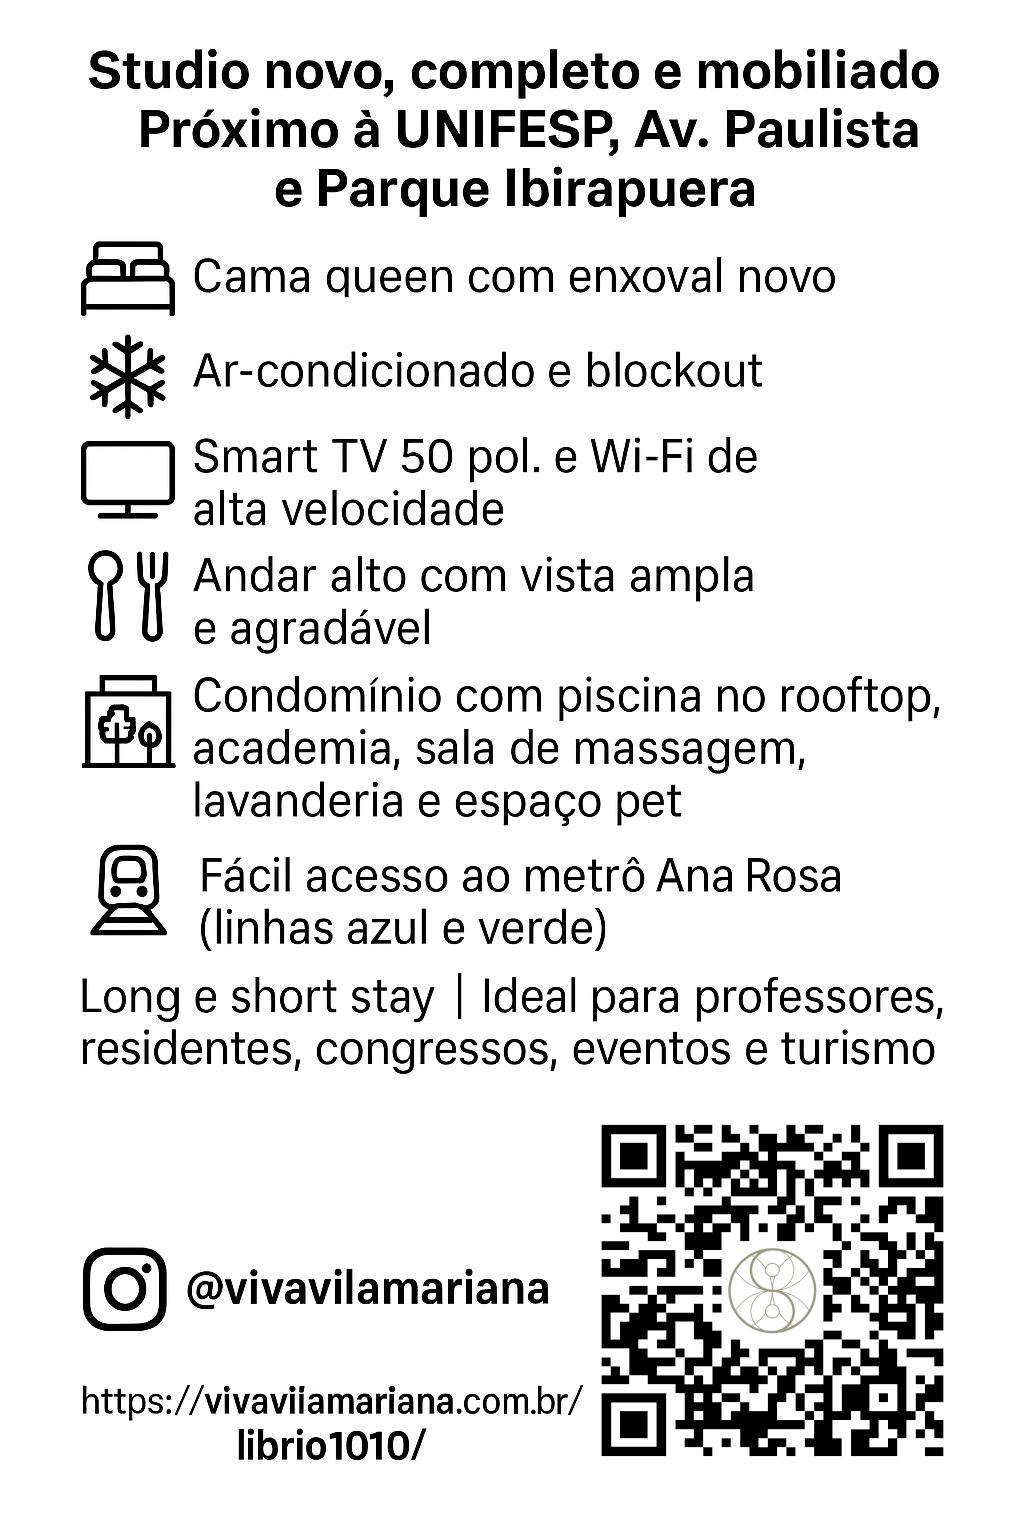 Studio novo, completo e mobiliado
Próximo à UNIFESP, Av. Paulista
e Parque Ibirapuera
Cama queen com enxoval novo
Ar-condicionado e blockout
Smart TV 50 pol. e Wi-Fi de
alta velocidade
Andar alto com vista ampla
e agradável
Condomínio com piscina no rooftop,
academia, sala de massagem,
lavanderia e espaço pet
Fácil acesso ao metrô Ana Rosa
(linhas azul e verde)
Long e short stay | Ideal para professores,
residentes, congressos, eventos e turismo
@vivavilamariana
https://vivavilamariana.com.br/
librio1010/